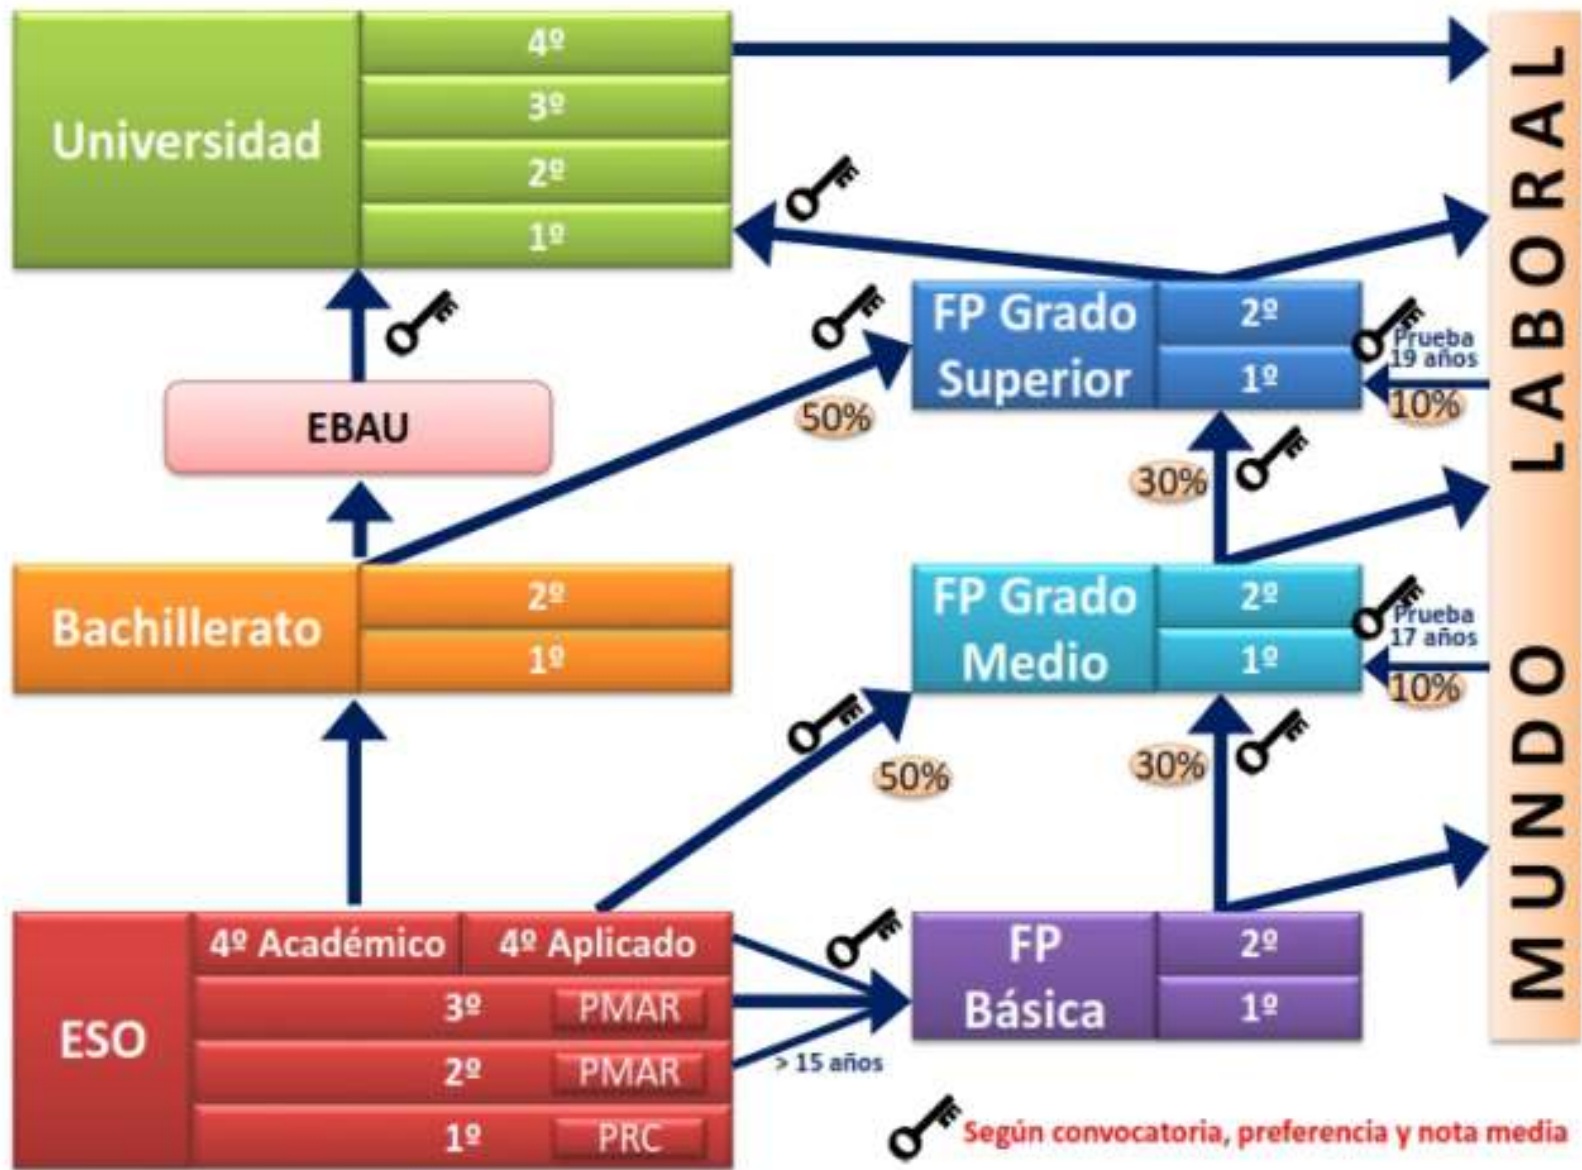 Universidad
4º
3º
2º
1º
EBAU
50%
FP Grado
Superior
2º
1º
Prueba
19 años
10%
30%
Bachillerato
2º
1º
FP Grado
Medio
2º
1º
Prueba
17 años
10%
50%
30%
ESO
4º Académico
4º Aplicado
3º
PMAR
2º
PMAR
1º
PRC
> 15 años
FP
Básica
2º
1º
MUNDO LABORAL
Según convocatoria, preferencia y nota media